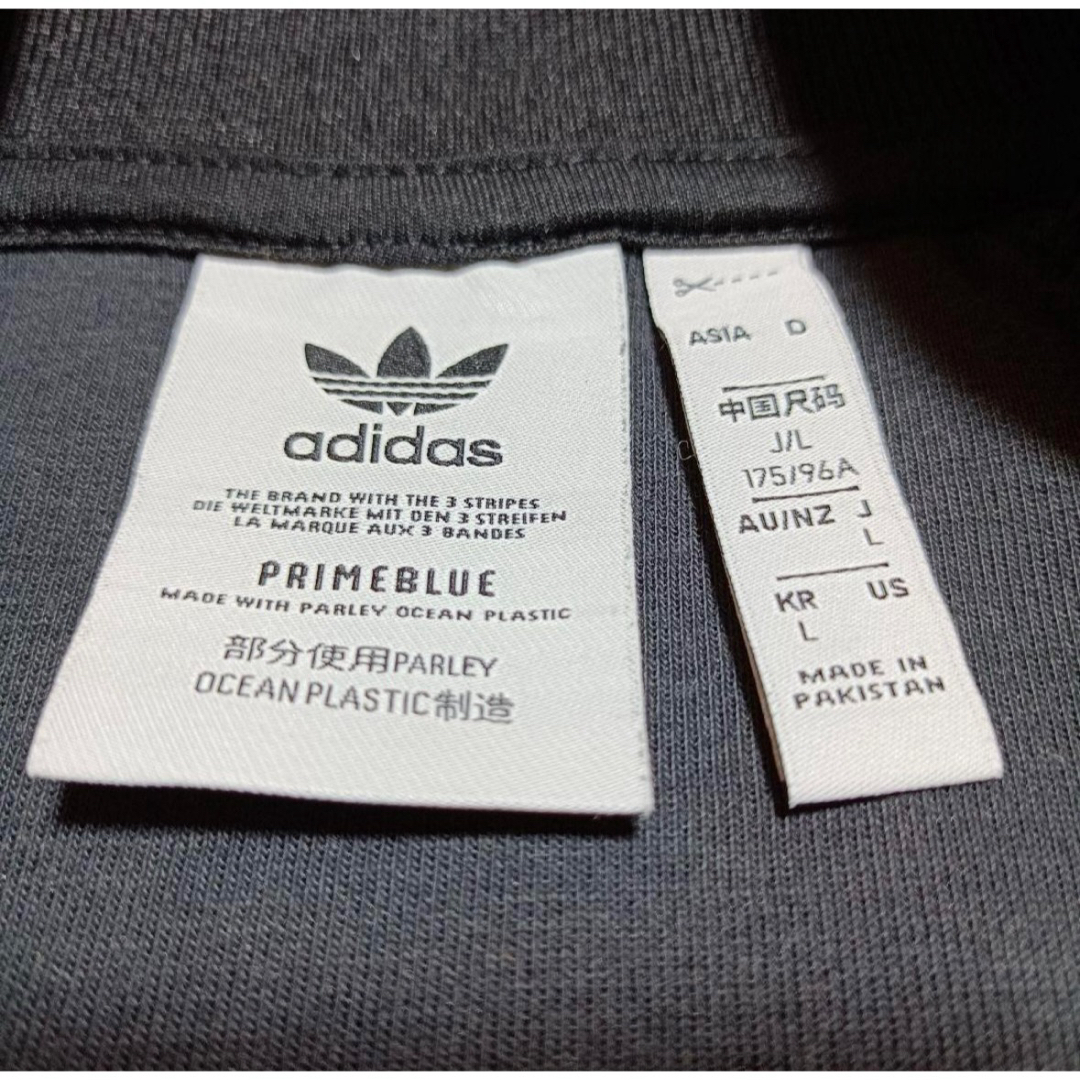 adidas
THE BRAND WITH THE 3 STRIPES
DIE WELTMARKE MIT DEN 3 STREIFEN
LA MARQUE AUX 3 BANDES
PRIMEBLUE
MADE WITH PARLEY OCEAN PLASTIC
部分使用PARLEY
OCEAN PLASTIC制造
ASIA D
中国尺码
J/L
175/96A
AU/NZ J
L
KR US
L
MADE IN
PAKISTAN